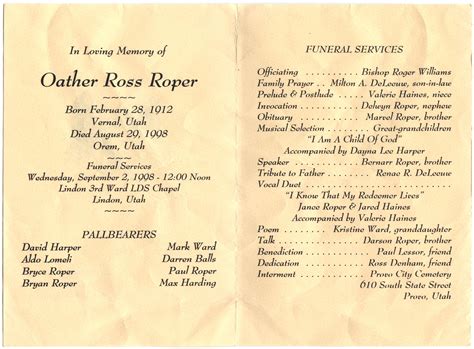 In Loving Memory of
Oather Ross Roper
~~~~
Born February 28, 1912
Vernal, Utah
Died August 29, 1998
Orem, Utah
~~~~
Funeral Services
Wednesday, September 2, 1998 - 12:00 Noon
Lindon 3rd Ward LDS Chapel
Lindon, Utah
~~~~
PALLBEARERS
David Harper Mark Ward
Aldo Lomeli Darren Balls
Bryce Roper Paul Roper
Bryan Roper Max Harding
FUNERAL SERVICES
Officiating . . . . . . . . . . Bishop Roger Williams
Family Prayer . . Milton A. DeLeeuw, son-in-law
Prelude & Postlude . . . . . Valerie Haines, niece
Invocation . . . . . . . . . . Delwyn Roper, nephew
Obituary . . . . . . . . . . . Marvel Roper, brother
Musical Selection . . . . . . . Great-grandchildren
"I Am A Child Of God"
Accompanied by Dayna Lee Harper
Speaker . . . . . . . . . . . Bernarr Roper, brother
Tribute to Father . . . . . . . Renae R. DeLeeuw
Vocal Duet . . . . . . . . . . . . . . . . . . . . .
"I Know That My Redeemer Lives"
Janae Roper & Jared Haines
Accompanied by Valerie Haines
Poem . . . . . . . . . Kristine Ward, granddaughter
Talk . . . . . . . . . . . . . Darson Roper, brother
Benediction . . . . . . . . . . Paul Lessor, friend
Dedication . . . . . . . . . . Ross Denham, friend
Interment . . . . . . . . . . . Provo City Cemetery
610 South State Street
Provo, Utah